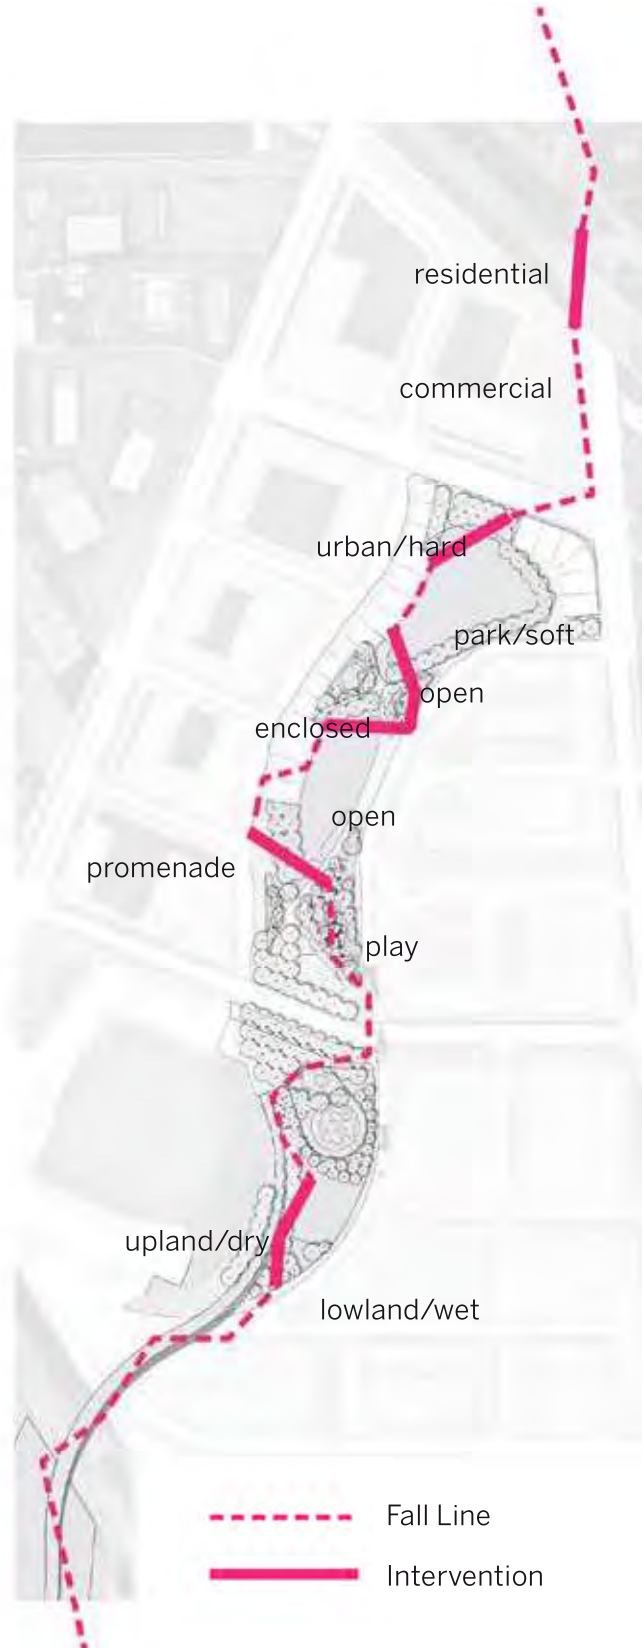 residential
commercial
urban/hard
park/soft
open
enclosed
open
promenade
play
upland/dry
lowland/wet
Fall Line
Intervention